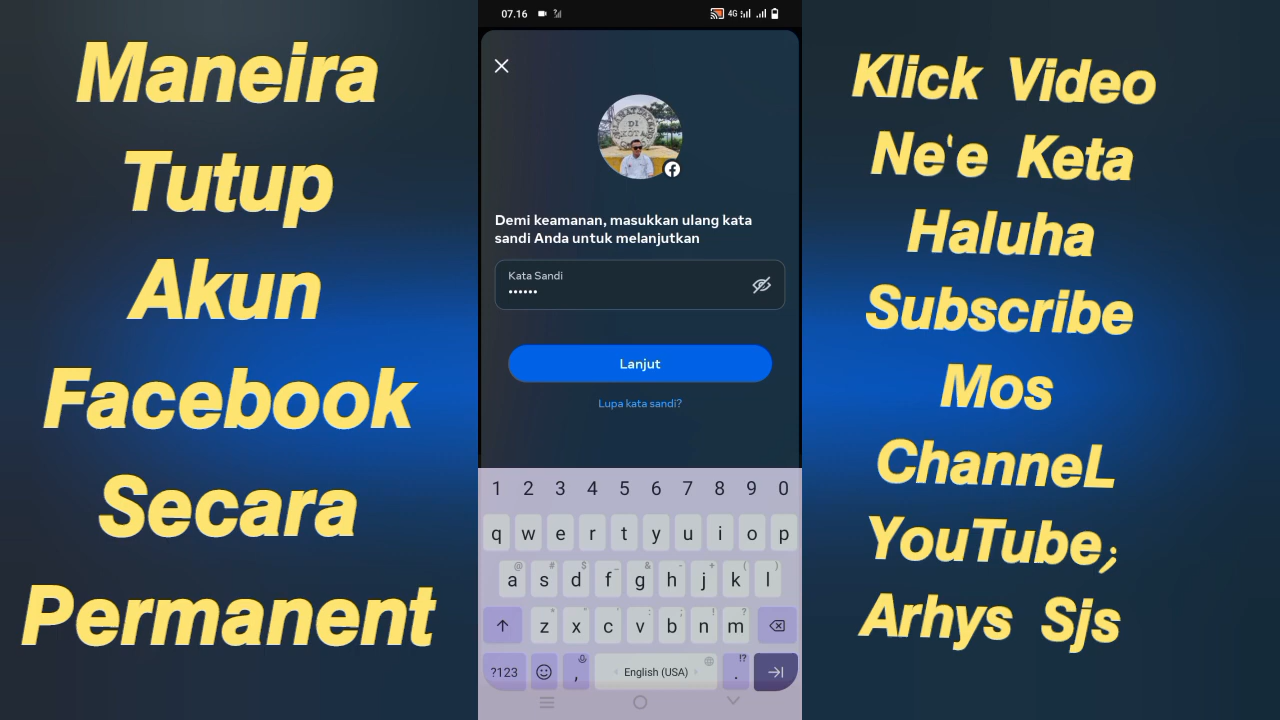 Maneira
Tutup
Akun
Facebook
Secara
Permanent
07.16
4G
DI
KOTA
Demi keamanan, masukkan ulang kata
sandi Anda untuk melanjutkan
Kata Sandi
••••••
Lanjut
Lupa kata sandi?
1 2 3 4 5 6 7 8 9 0
q w e r t y u i o p
@ # $ _ & - + ( )
a s d f g h j k l
* " ' : ; ! ?
z x c v b n m
!?
?123 , English (USA) .
Klick Video
Ne'e Keta
Haluha
Subscribe
Mos
ChanneL
YouTube;
Arhys Sjs